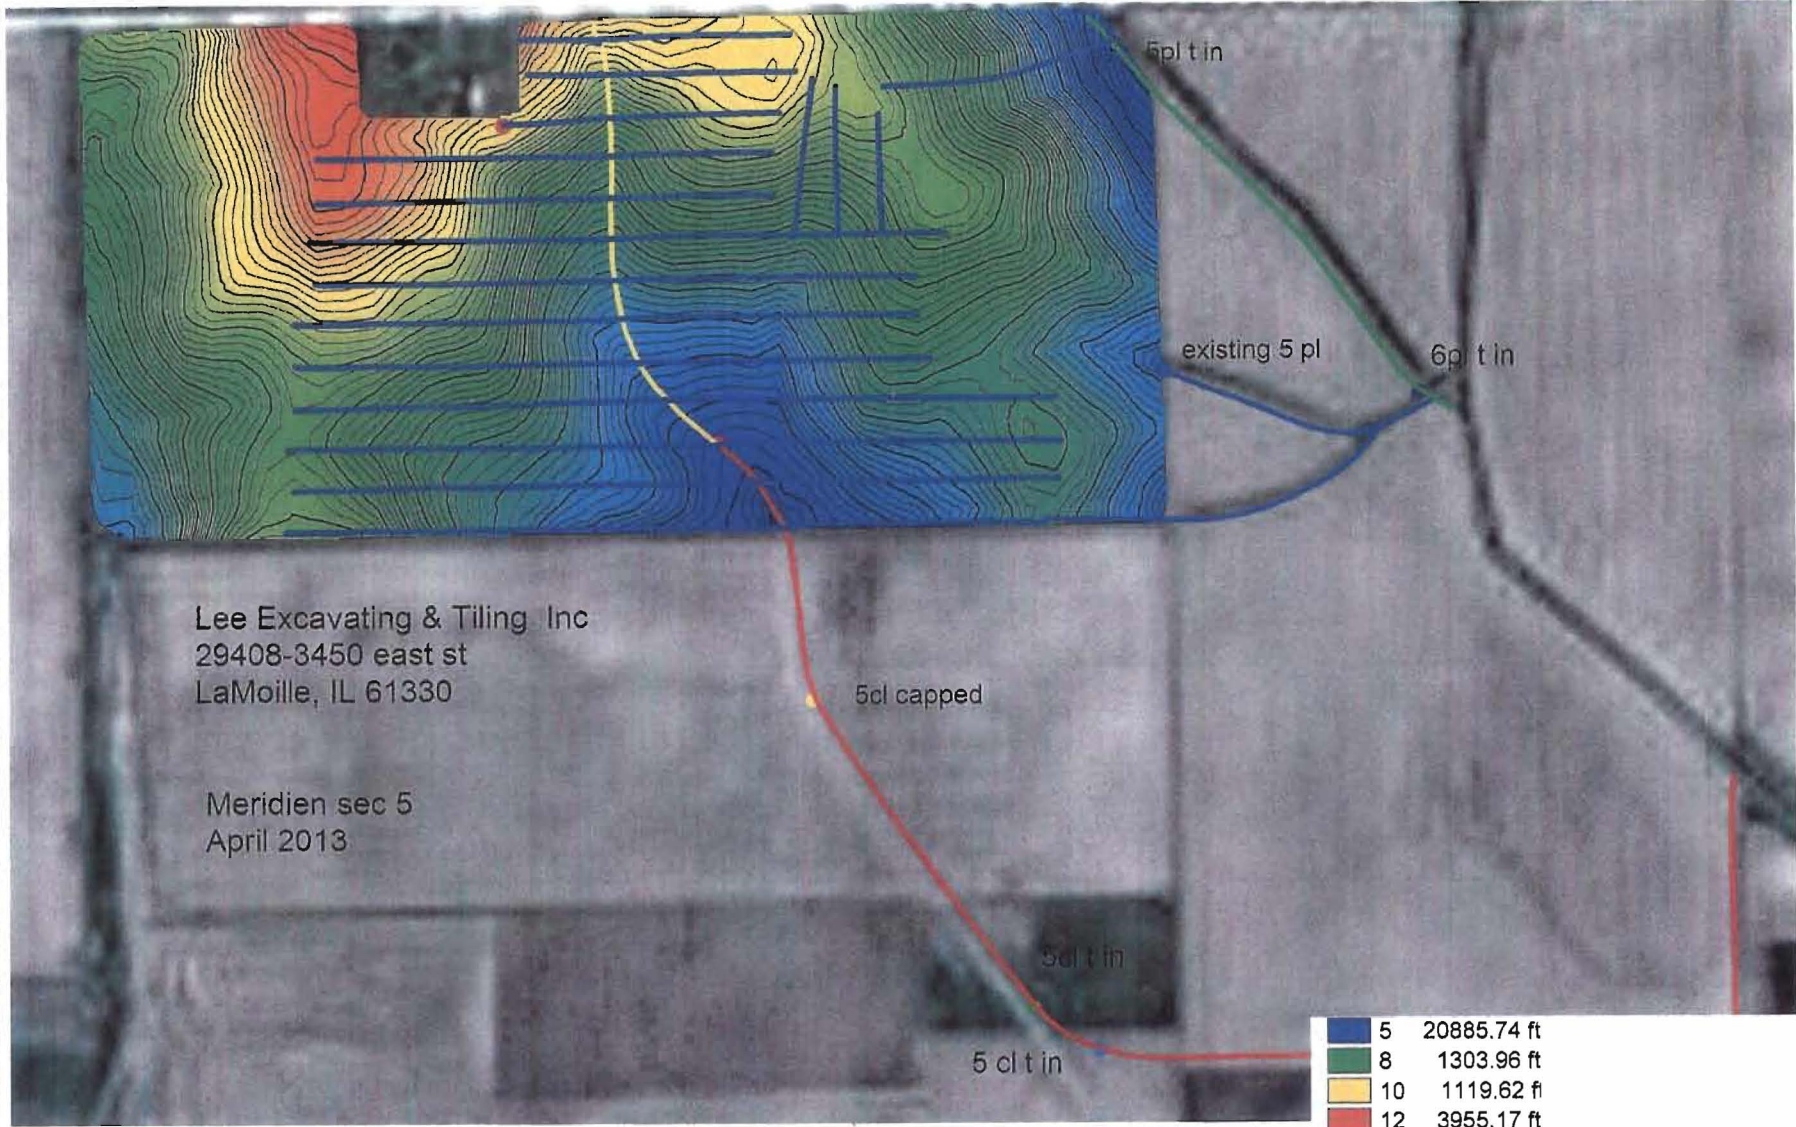 5pl t in
existing 5 pl
6pl t in
Lee Excavating & Tiling Inc
29408-3450 east st
LaMoille, IL 61330
5cl capped
Meridien sec 5
April 2013
5cl t in
5 cl t in
5 20885.74 ft
8 1303.96 ft
10 1119.62 ft
12 3955.17 ft